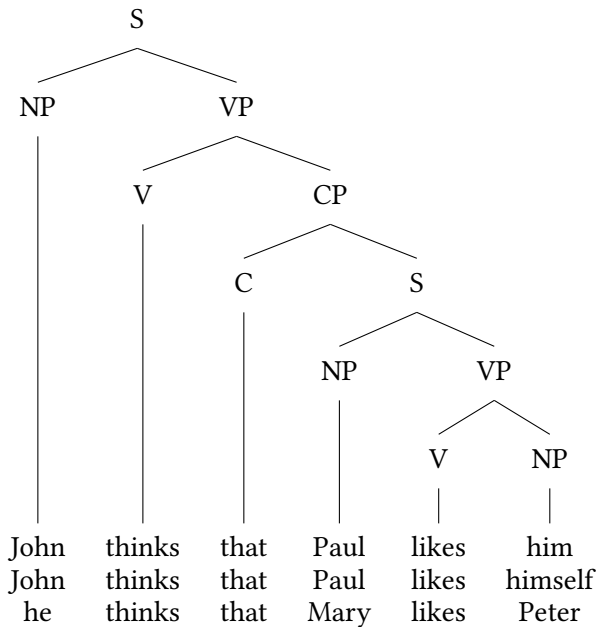 S
NP VP
V CP
C S
NP VP
V NP
John thinks that Paul likes him
John thinks that Paul likes himself
he thinks that Mary likes Peter